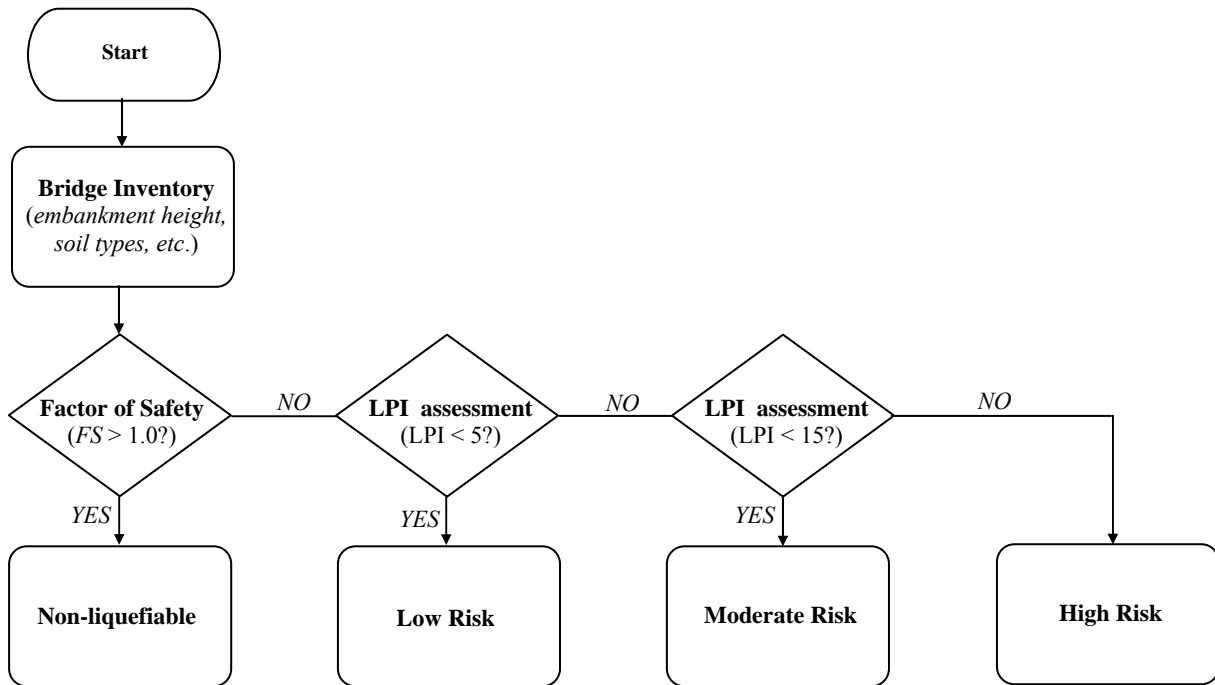 Start
Bridge Inventory
(embankment height,
soil types, etc.)
Factor of Safety
(FS > 1.0?)
NO
LPI assessment
(LPI < 5?)
NO
LPI assessment
(LPI < 15?)
NO
YES
YES
YES
Non-liquefiable
Low Risk
Moderate Risk
High Risk